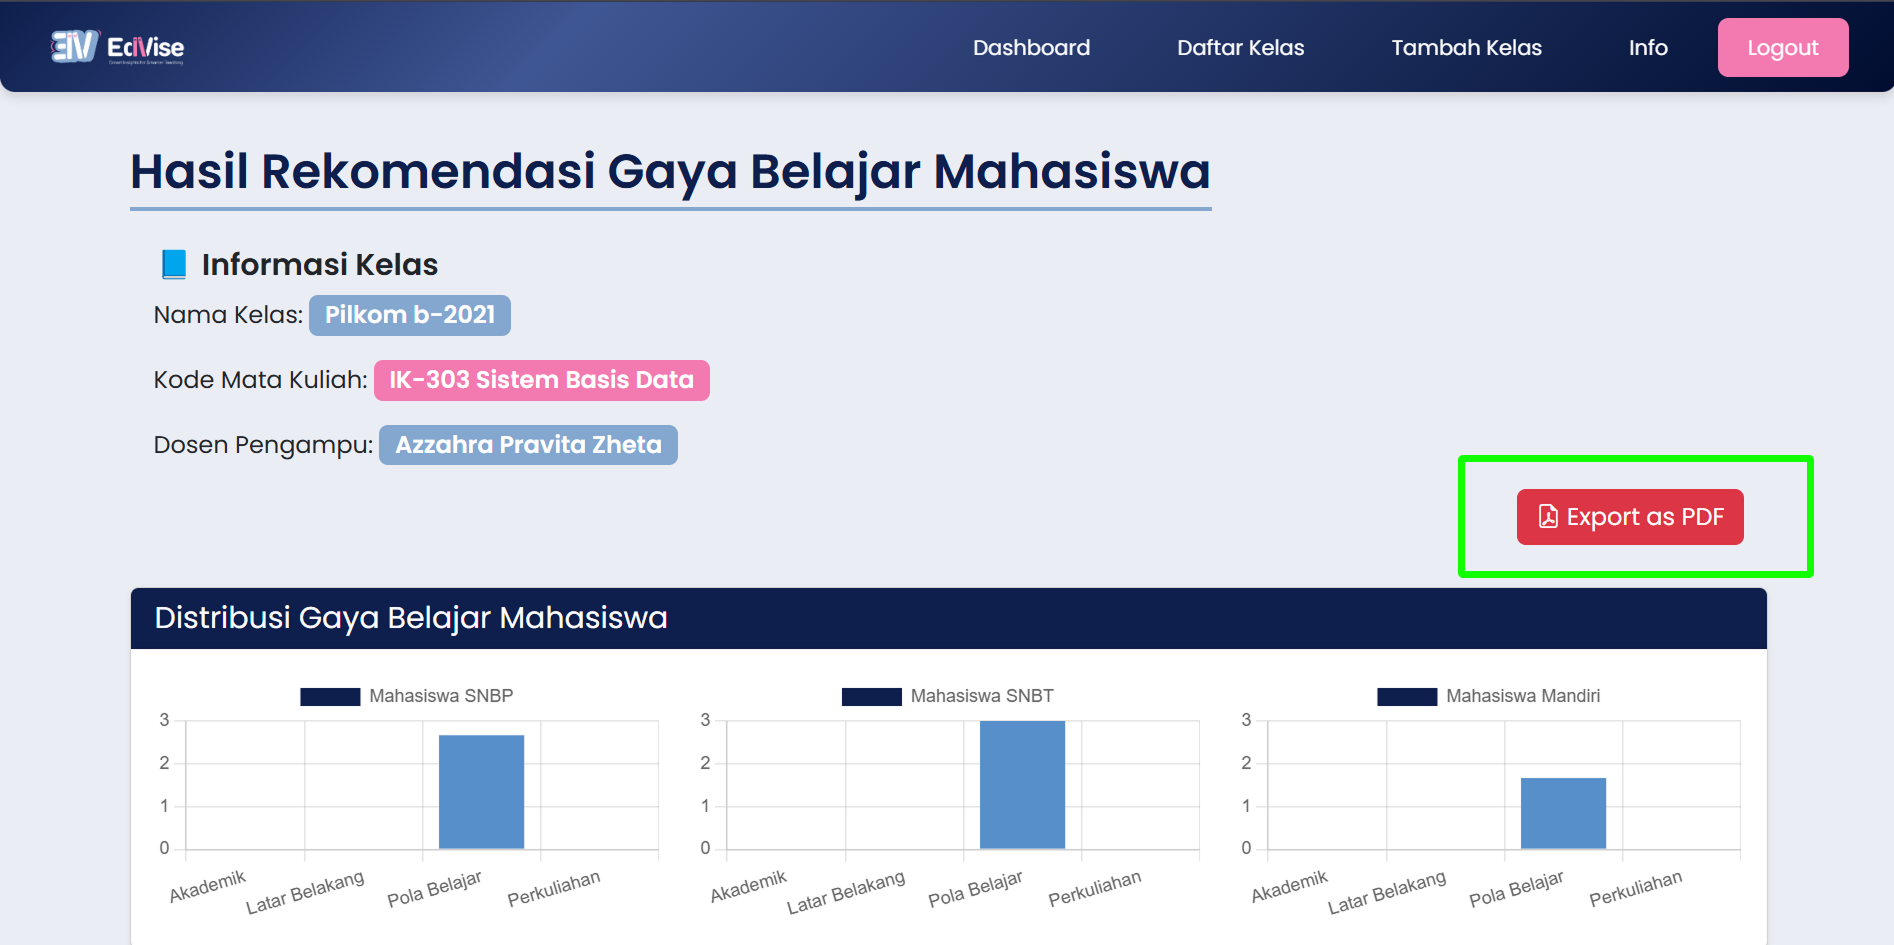 EdVise
Dashboard
Daftar Kelas
Tambah Kelas
Info
Logout
Hasil Rekomendasi Gaya Belajar Mahasiswa
Informasi Kelas
Nama Kelas: Pilkom b-2021
Kode Mata Kuliah: IK-303 Sistem Basis Data
Dosen Pengampu: Azzahra Pravita Zheta
Export as PDF
Distribusi Gaya Belajar Mahasiswa
Mahasiswa SNBP
3
2
1
0
Akademik
Latar Belakang
Pola Belajar
Perkuliahan
Mahasiswa SNBT
3
2
1
0
Akademik
Latar Belakang
Pola Belajar
Perkuliahan
Mahasiswa Mandiri
3
2
1
0
Akademik
Latar Belakang
Pola Belajar
Perkuliahan